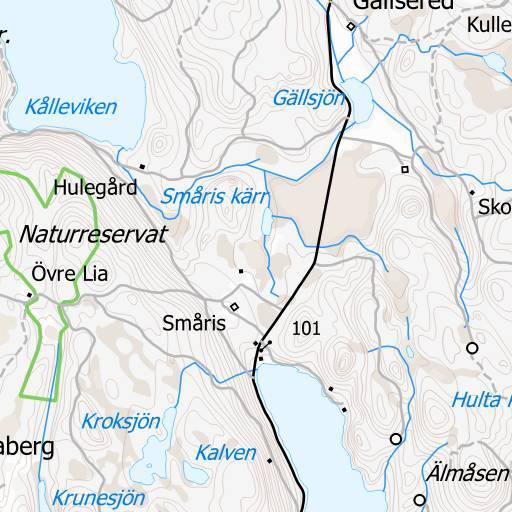 Gällsered
Kulle
r.
Gällsjön
Kålleviken
Hulegård
Småris kärr
Sko
Naturreservat
Övre Lia
Småris
101
Hulta
Kroksjön
aberg
Kalven
Älmåsen
Krunesjön